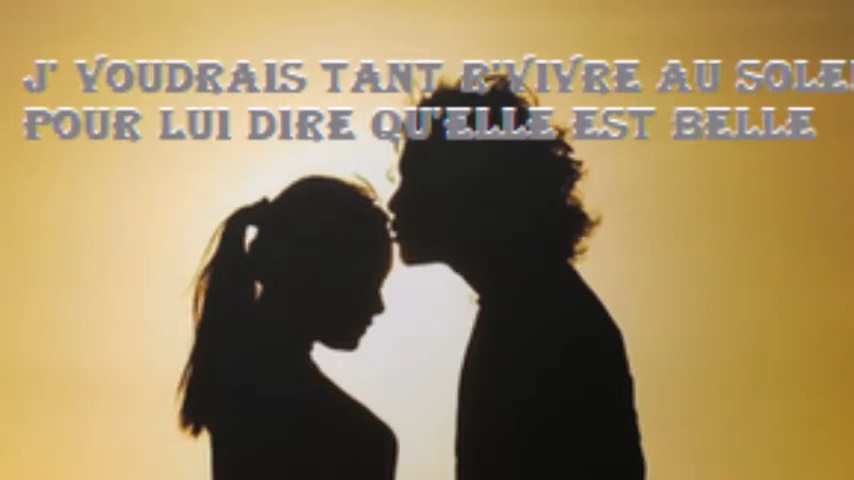 J' VOUDRAIS TANT R'VIVRE AU
POUR LUI DIRE QU'ELLE EST BELLE